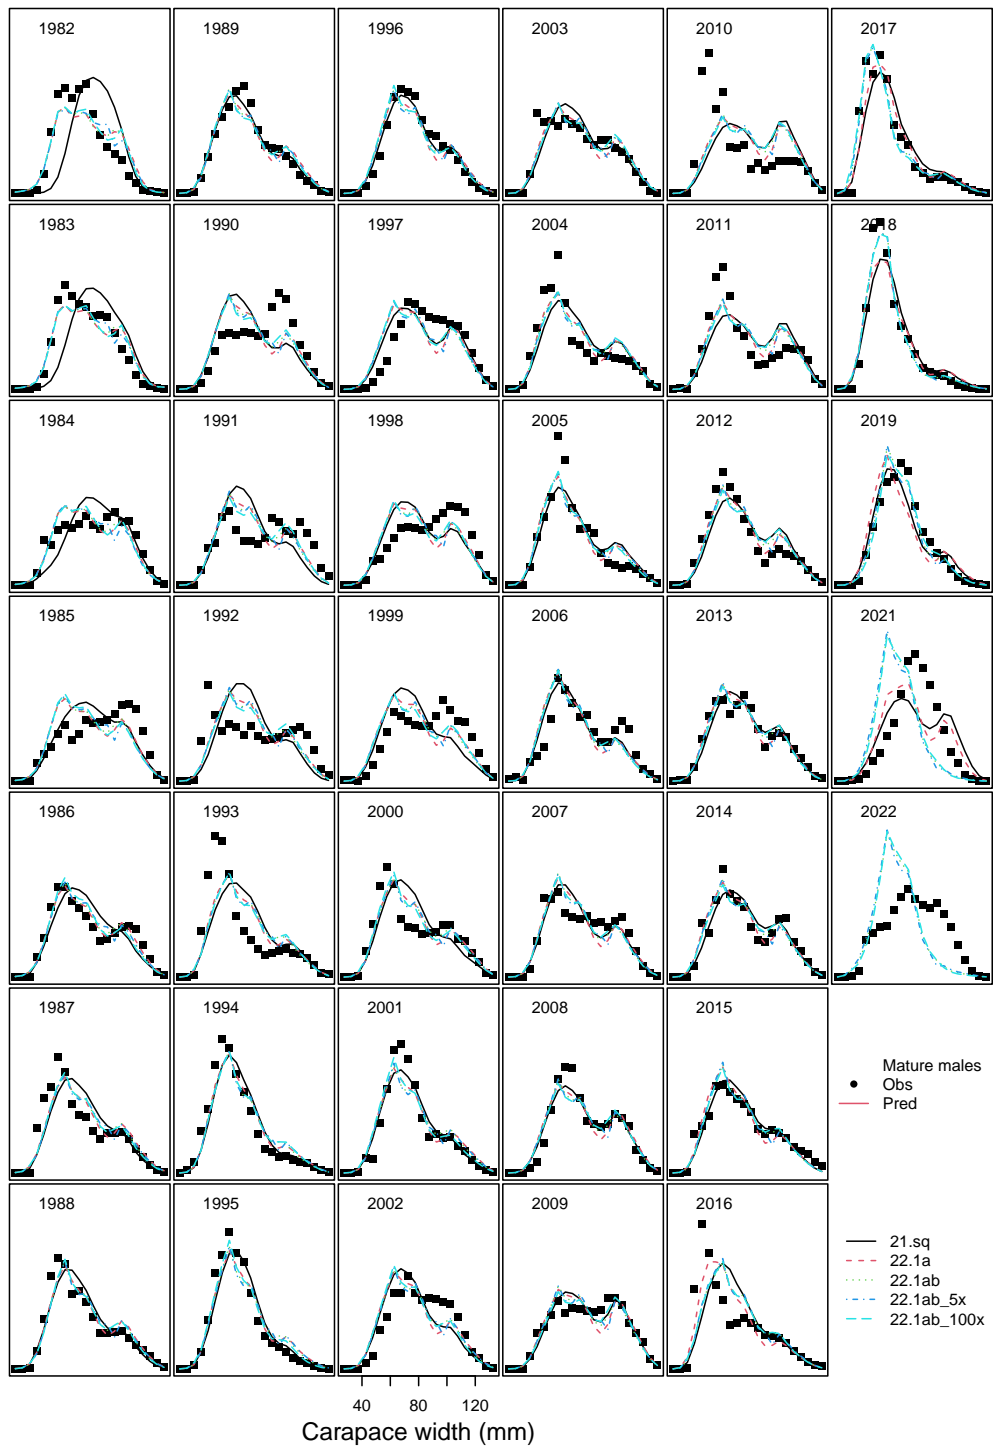 1982 1989 1996 2003 2010 2017
1983 1990 1997 2004 2011 2018
1984 1991 1998 2005 2012 2019
1985 1992 1999 2006 2013 2021
1986 1993 2000 2007 2014 2022
1987 1994 2001 2008 2015
Mature males
Obs
Pred
1988 1995 2002 2009 2016
21.sq
22.1a
22.1ab
22.1ab_5x
22.1ab_100x
40 80 120
Carapace width (mm)